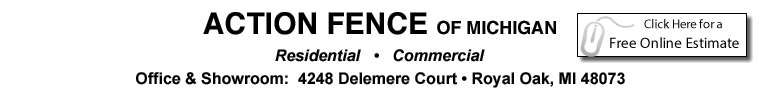 ACTION FENCE OF MICHIGAN
Residential • Commercial
Office & Showroom: 4248 Delemere Court • Royal Oak, MI 48073
Click Here for a
Free Online Estimate